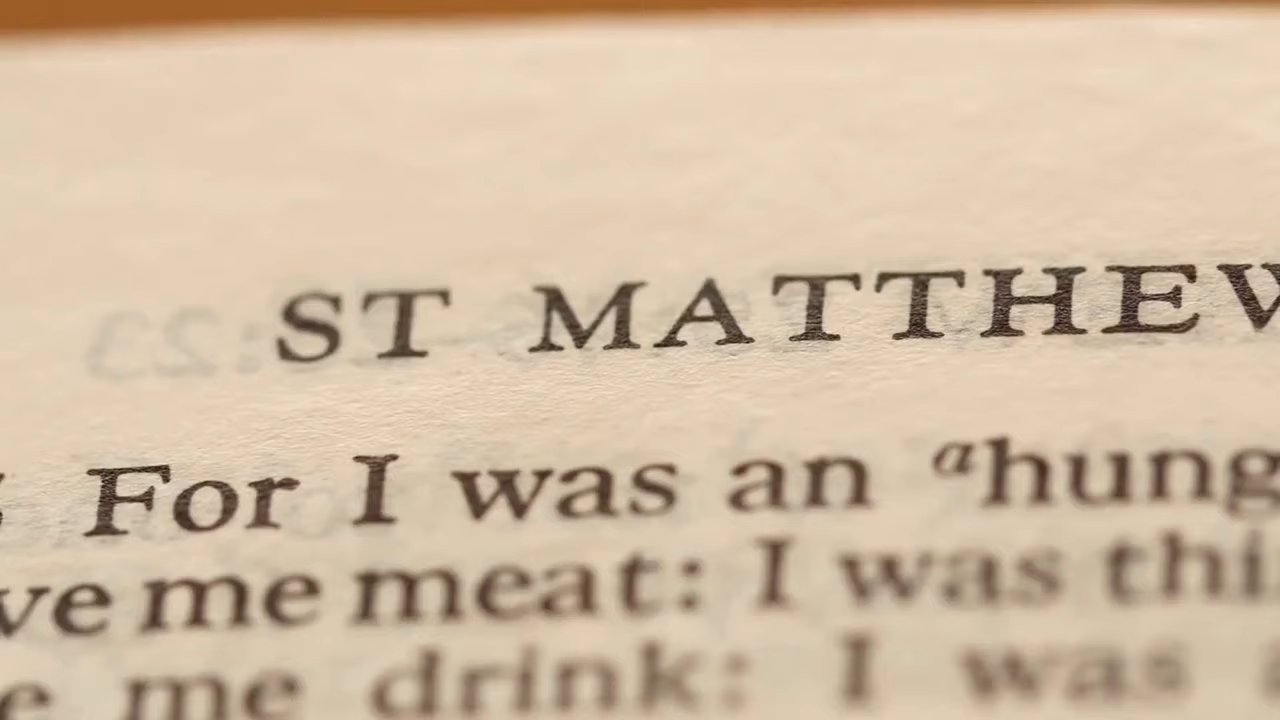 ST MATTHEW
For I was an ᵃhung
ve me meat: I was thi
e me drink: I was a